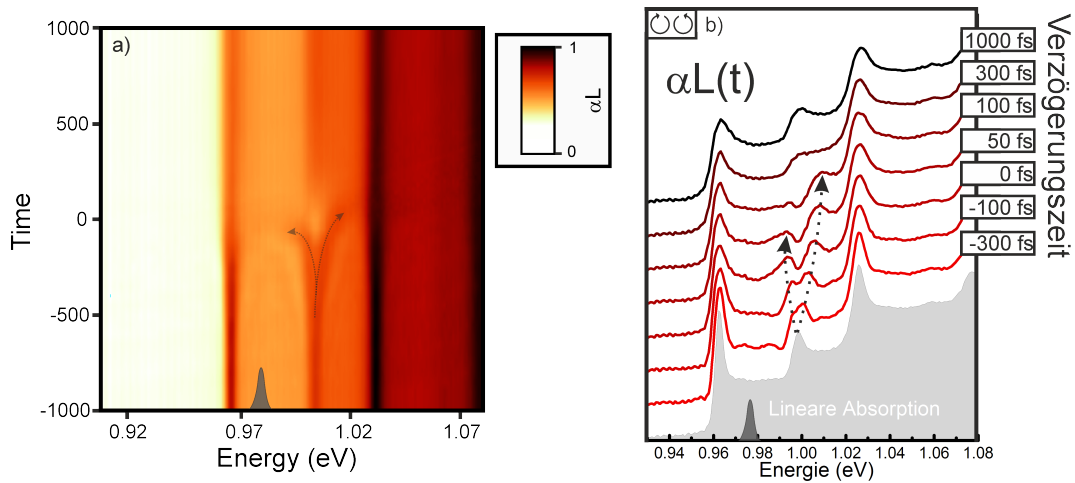 1000
500
0
-500
-1000
Time
a)
0.92
0.97
1.02
1.07
Energy (eV)
1
0
αL
b)
αL(t)
1000 fs
300 fs
100 fs
50 fs
0 fs
-100 fs
-300 fs
Verzögerungszeit
Lineare Absorption
0.94
0.96
0.98
1.00
1.02
1.04
1.06
1.08
Energie (eV)